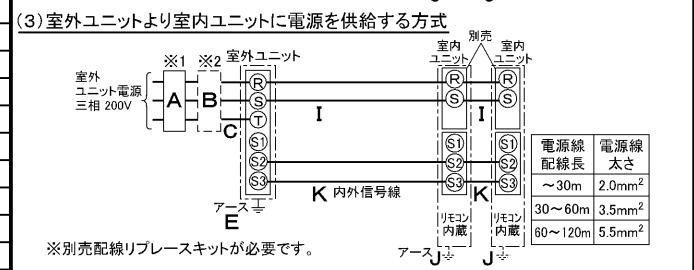 (3)室外ユニットより室内ユニットに電源を供給する方式
※1
※2
室外ユニット
別売
室内
ユニット
室内
ユニット
室外
ユニット電源
三相 200V
A
B
C
R
S
T
S1
S2
S3
I
R
S
S1
S2
S3
I
R
S
S1
S2
S3
K 内外信号線
K
アース
E
リモコン
内蔵
リモコン
内蔵
アース
J
J
電源線
配線長
電源線
太さ
~30m 2.0mm²
30~60m 3.5mm²
60~120m 5.5mm²
※別売配線リプレースキットが必要です。